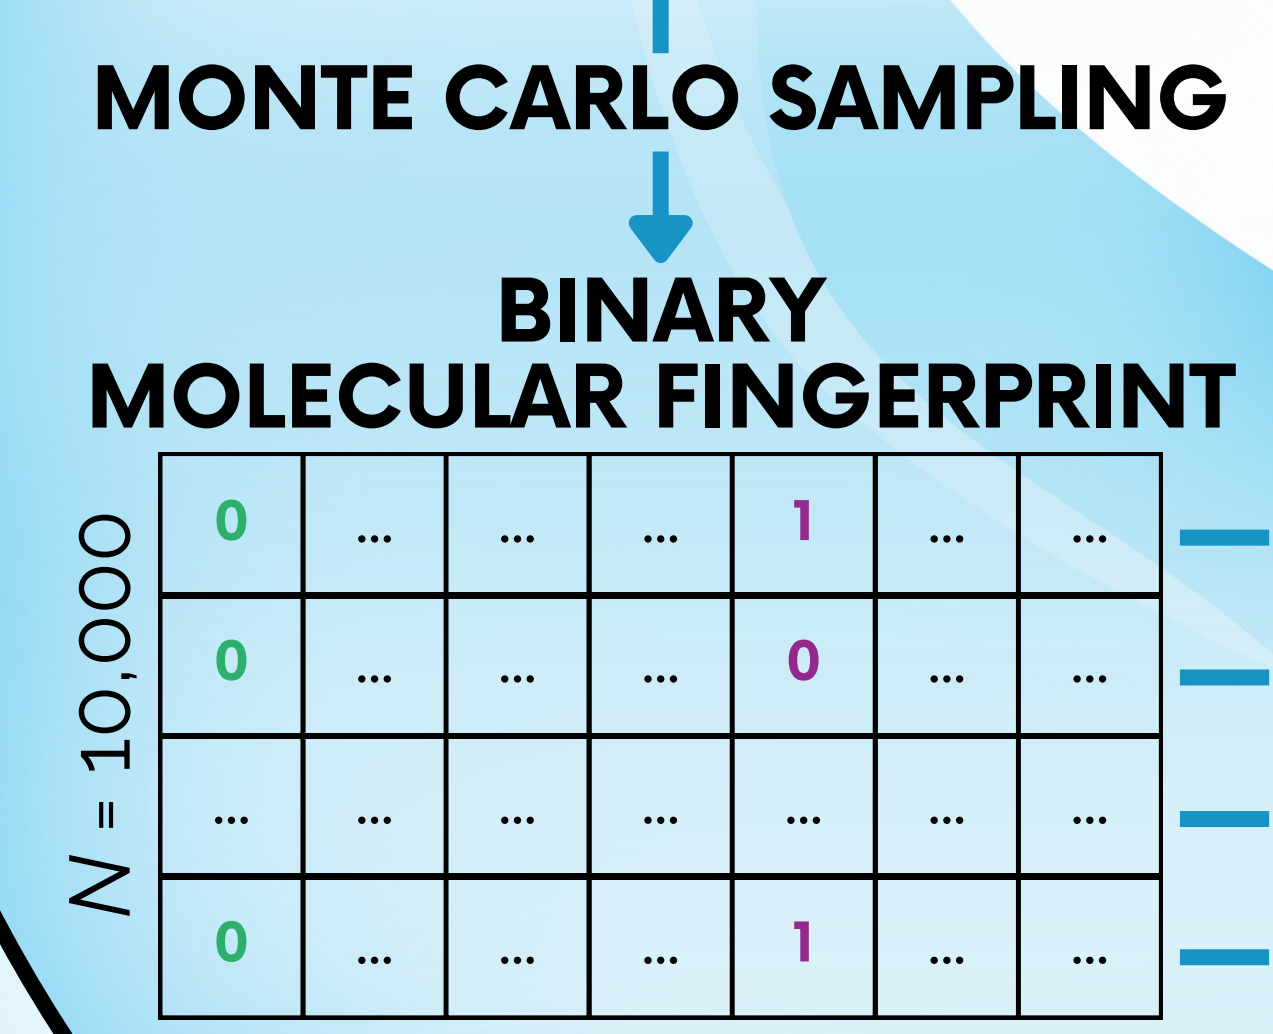 MONTE CARLO SAMPLING
BINARY
MOLECULAR FINGERPRINT
N = 10,000
0 ... ... ... 1 ... ...
0 ... ... ... 0 ... ...
... ... ... ... ... ... ...
0 ... ... ... 1 ... ...